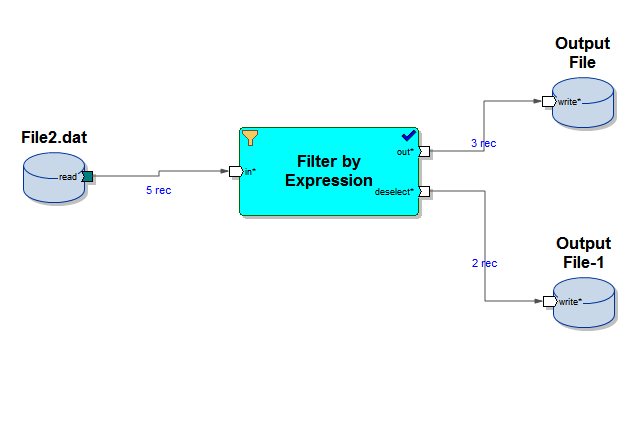 Output
File
write*
3 rec
File2.dat
read
5 rec
in*
Filter by
Expression
out*
deselect*
2 rec
Output
File-1
write*